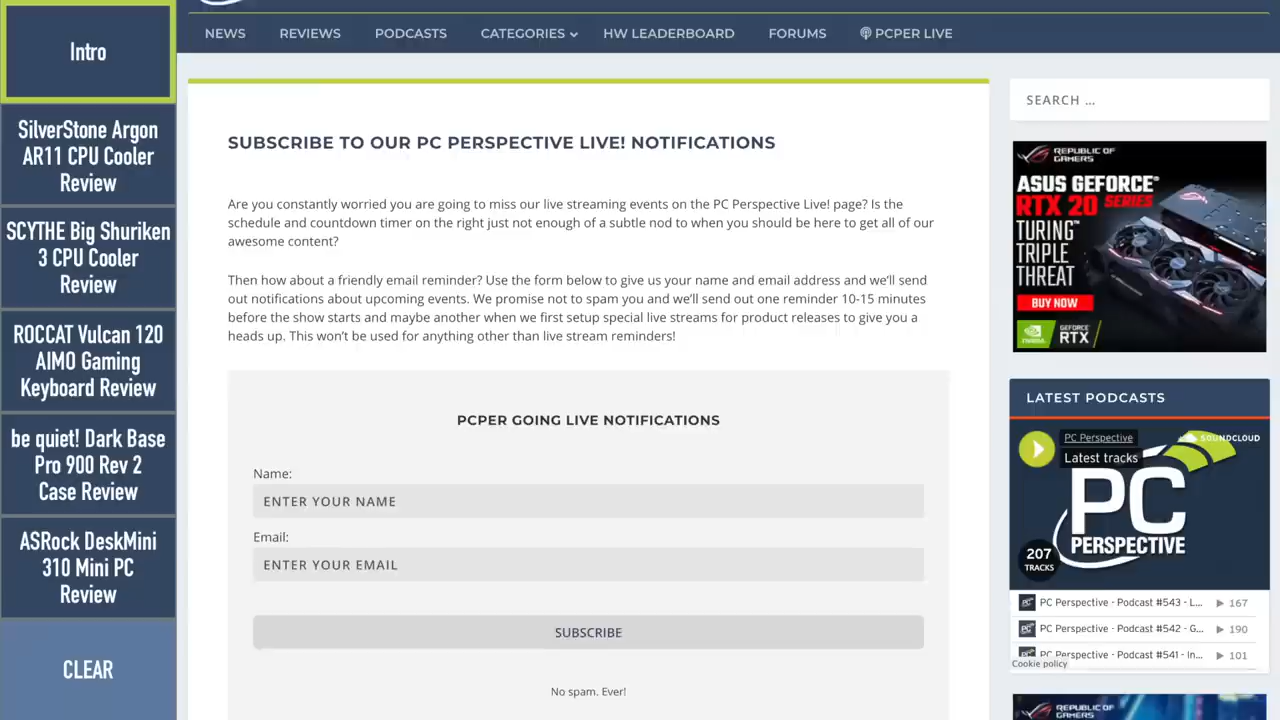 Intro
SilverStone Argon
AR11 CPU Cooler
Review
SCYTHE Big Shuriken
3 CPU Cooler
Review
ROCCAT Vulcan 120
AIMO Gaming
Keyboard Review
be quiet! Dark Base
Pro 900 Rev 2
Case Review
ASRock DeskMini
310 Mini PC
Review
CLEAR
NEWS REVIEWS PODCASTS CATEGORIES HW LEADERBOARD FORUMS PCPER LIVE
SUBSCRIBE TO OUR PC PERSPECTIVE LIVE! NOTIFICATIONS
Are you constantly worried you are going to miss our live streaming events on the PC Perspective Live! page? Is the
schedule and countdown timer on the right just not enough of a subtle nod to when you should be here to get all of our
awesome content?
Then how about a friendly email reminder? Use the form below to give us your name and email address and we'll send
out notifications about upcoming events. We promise not to spam you and we'll send out one reminder 10-15 minutes
before the show starts and maybe another when we first setup special live streams for product releases to give you a
heads up. This won't be used for anything other than live stream reminders!
PCPER GOING LIVE NOTIFICATIONS
Name:
ENTER YOUR NAME
Email:
ENTER YOUR EMAIL
SUBSCRIBE
No spam. Ever!
SEARCH ...
REPUBLIC OF
GAMERS
ASUS GEFORCE®
RTX 20 SERIES
TURING™
TRIPLE
THREAT
BUY NOW
NVIDIA
GEFORCE
RTX
LATEST PODCASTS
PC Perspective
Latest tracks
SOUNDCLOUD
PC
PERSPECTIVE
207
TRACKS
PC Perspective - Podcast #543 - L... 167
PC Perspective - Podcast #542 - G... 190
PC Perspective - Podcast #541 - In... 101
Cookie policy
REPUBLIC OF
GAMERS